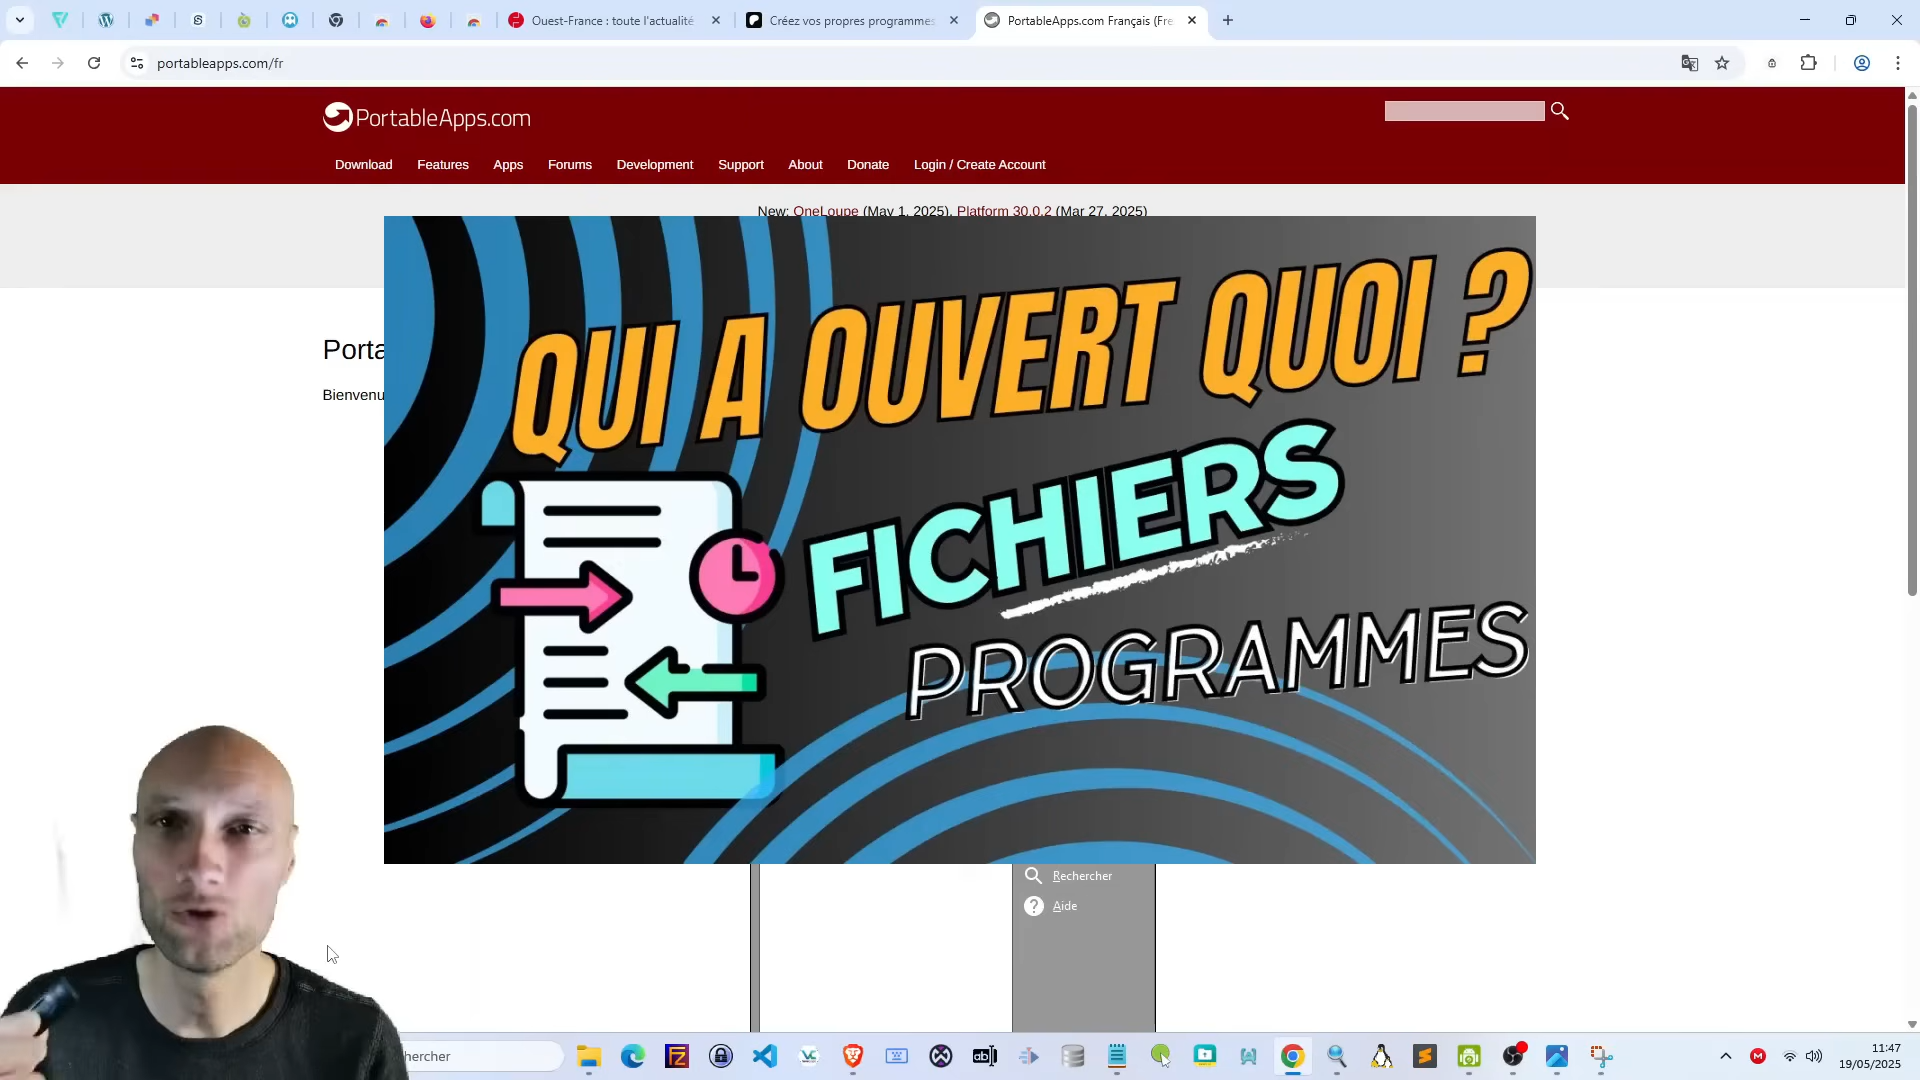 Ouest-France : toute l'actualité
Créez vos propres programmes
PortableApps.com Français (Fre
portableapps.com/fr
PortableApps.com
Download Features Apps Forums Development Support About Donate Login / Create Account
New: OneLoupe (May 1, 2025), Platform 30.0.2 (Mar 27, 2025)
Porta
Bienvenu
QUI A OUVERT QUOI ?
FICHIERS
PROGRAMMES
Rechercher
Aide
chercher
11:47
19/05/2025